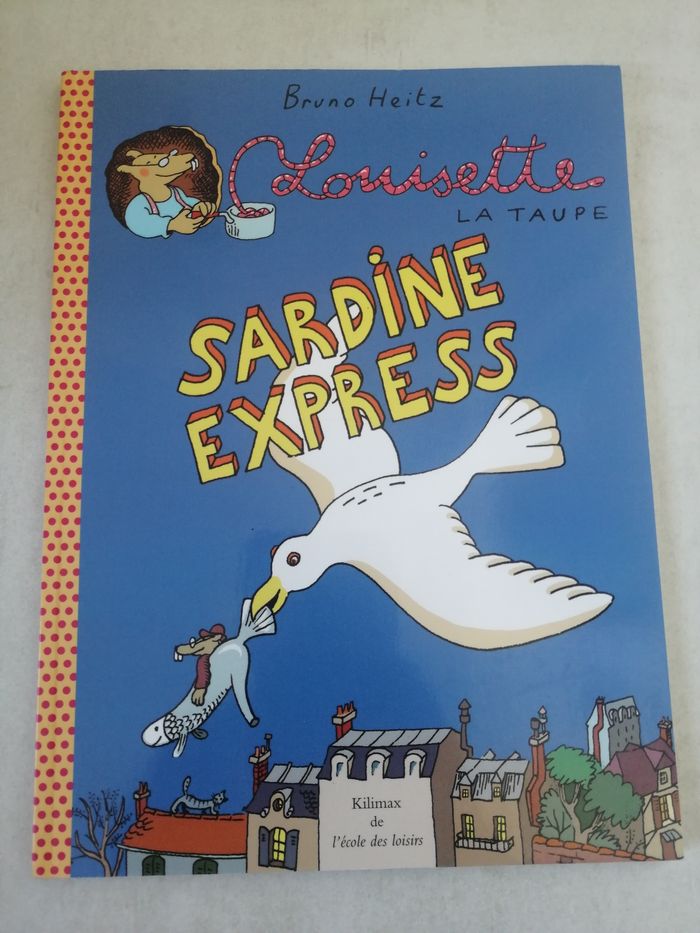 Bruno Heitz
Louisette
LA TAUPE
SARDINE
EXPRESS
Kilimax
de
l'école des loisirs